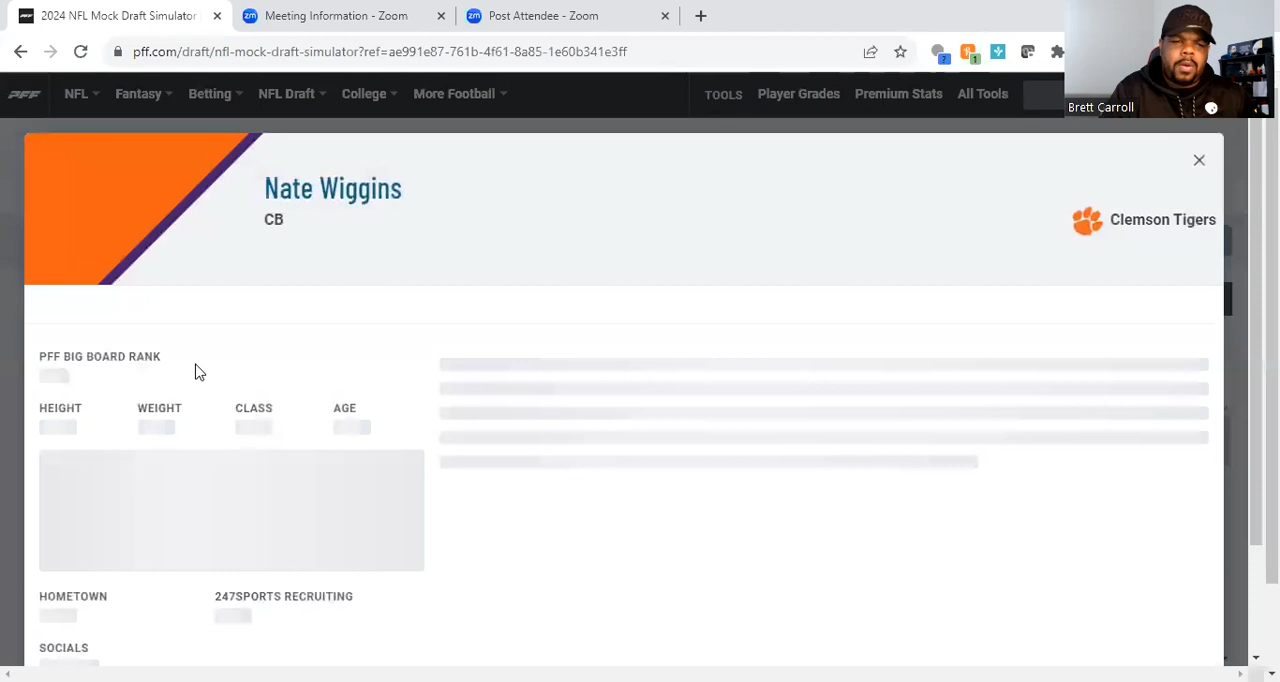 2024 NFL Mock Draft Simulator
Meeting Information - Zoom
Post Attendee - Zoom
pff.com/draft/nfl-mock-draft-simulator?ref=ae991e87-761b-4f61-8a85-1e60b341e3ff
PFF NFL Fantasy Betting NFL Draft College More Football TOOLS Player Grades Premium Stats All Tools
Brett Carroll
Nate Wiggins
CB
Clemson Tigers
PFF BIG BOARD RANK
HEIGHT WEIGHT CLASS AGE
HOMETOWN 247SPORTS RECRUITING
SOCIALS